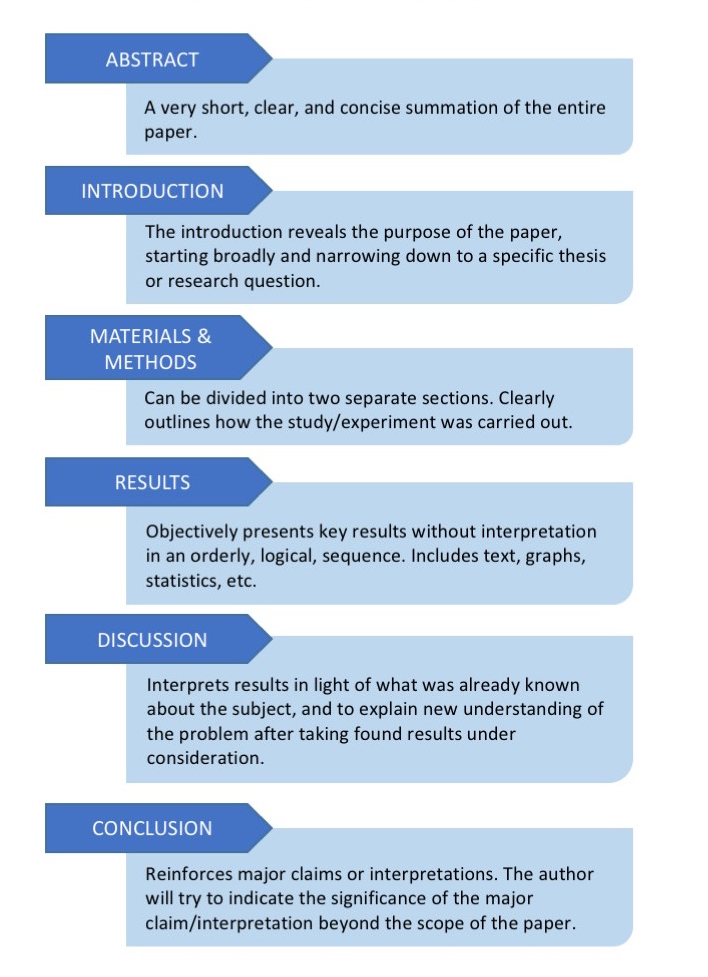 ABSTRACT
A very short, clear, and concise summation of the entire
paper.
INTRODUCTION
The introduction reveals the purpose of the paper,
starting broadly and narrowing down to a specific thesis
or research question.
MATERIALS &
METHODS
Can be divided into two separate sections. Clearly
outlines how the study/experiment was carried out.
RESULTS
Objectively presents key results without interpretation
in an orderly, logical, sequence. Includes text, graphs,
statistics, etc.
DISCUSSION
Interprets results in light of what was already known
about the subject, and to explain new understanding of
the problem after taking found results under
consideration.
CONCLUSION
Reinforces major claims or interpretations. The author
will try to indicate the significance of the major
claim/interpretation beyond the scope of the paper.